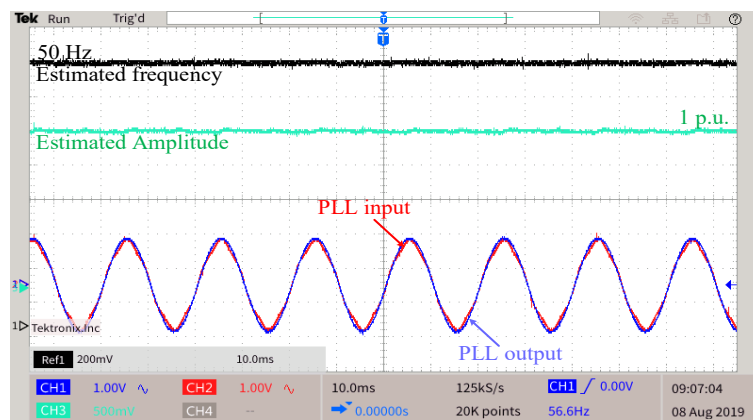 Tek Run Trig'd
T
50 Hz
Estimated frequency
1 p.u.
Estimated Amplitude
PLL input
1
Tektronix.Inc
PLL output
Ref1 200mV 10.0ms
CH1 1.00V CH2 1.00V 10.0ms 125kS/s CH1 0.00V 09:07:04
CH3 500mV CH4 -- 0.00000s 20K points 56.6Hz 08 Aug 2019